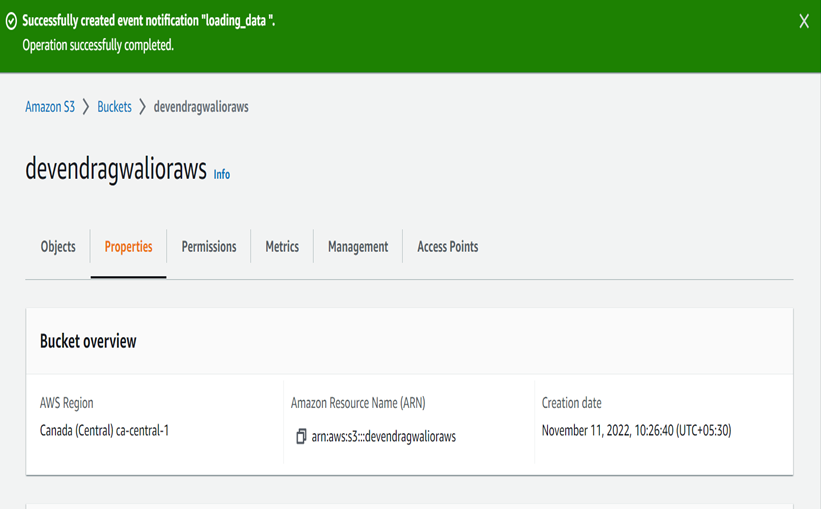 Successfully created event notification "loading_data ".
Operation successfully completed.
Amazon S3 > Buckets > devendragwalioraws
devendragwalioraws Info
Objects Properties Permissions Metrics Management Access Points
Bucket overview
AWS Region Amazon Resource Name (ARN) Creation date
Canada (Central) ca-central-1 arn:aws:s3:::devendragwalioraws November 11, 2022, 10:26:40 (UTC+05:30)